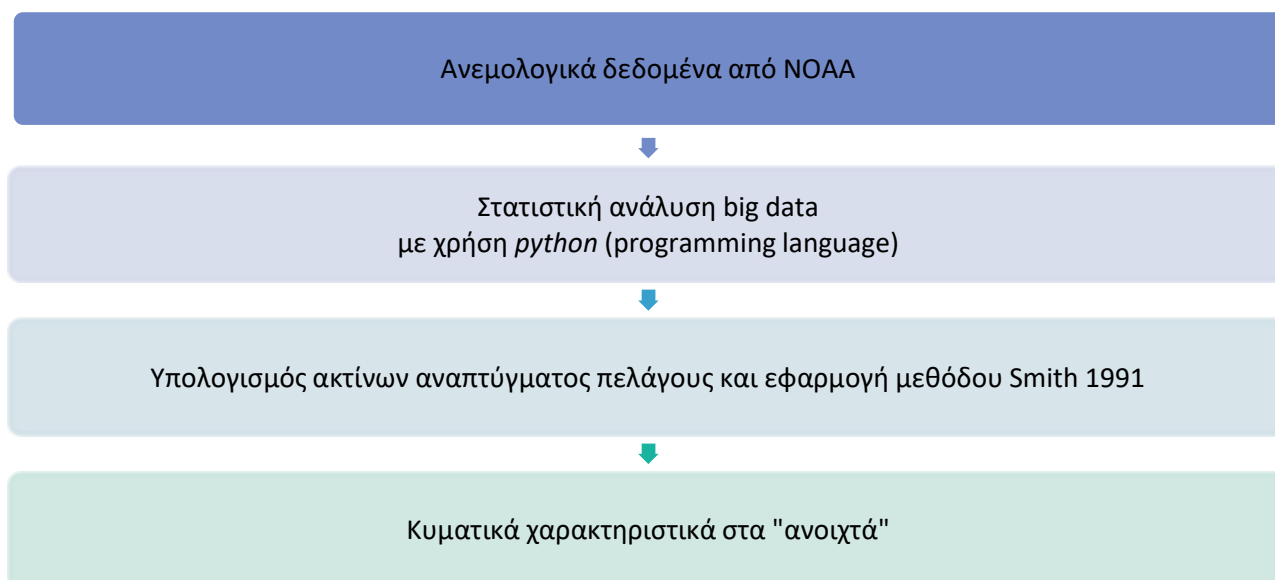 Ανεμολογικά δεδομένα από NOAA
Στατιστική ανάλυση big data
με χρήση python (programming language)
Υπολογισμός ακτίνων αναπτύγματος πελάγους και εφαρμογή μεθόδου Smith 1991
Κυματικά χαρακτηριστικά στα "ανοιχτά"